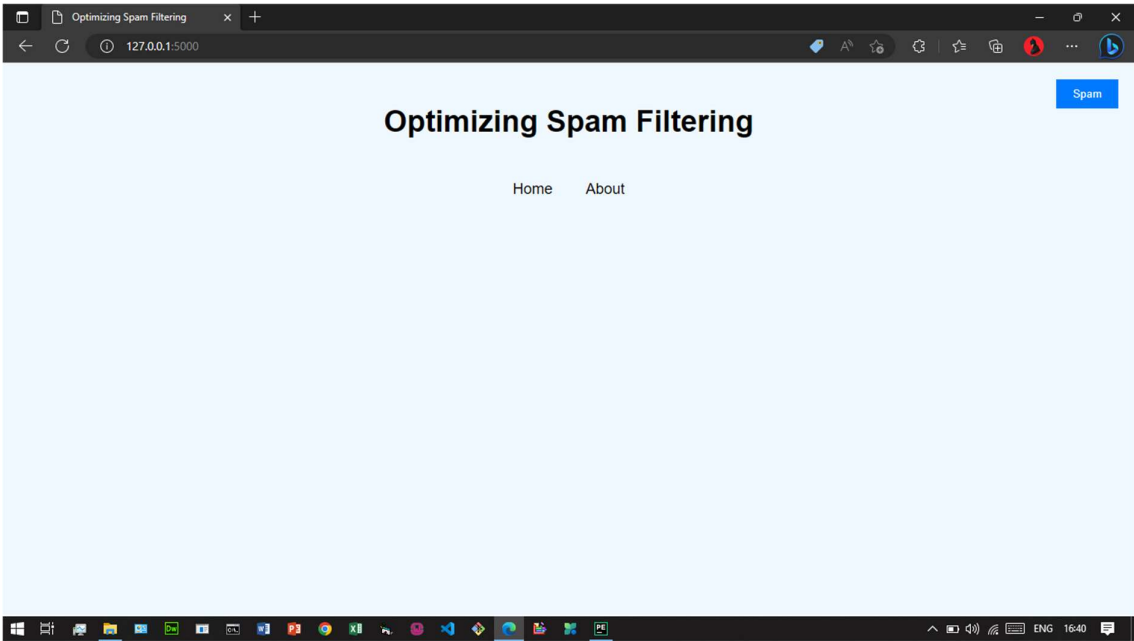 Optimizing Spam Filtering
127.0.0.1:5000
Spam
Optimizing Spam Filtering
Home About
ENG 16:40